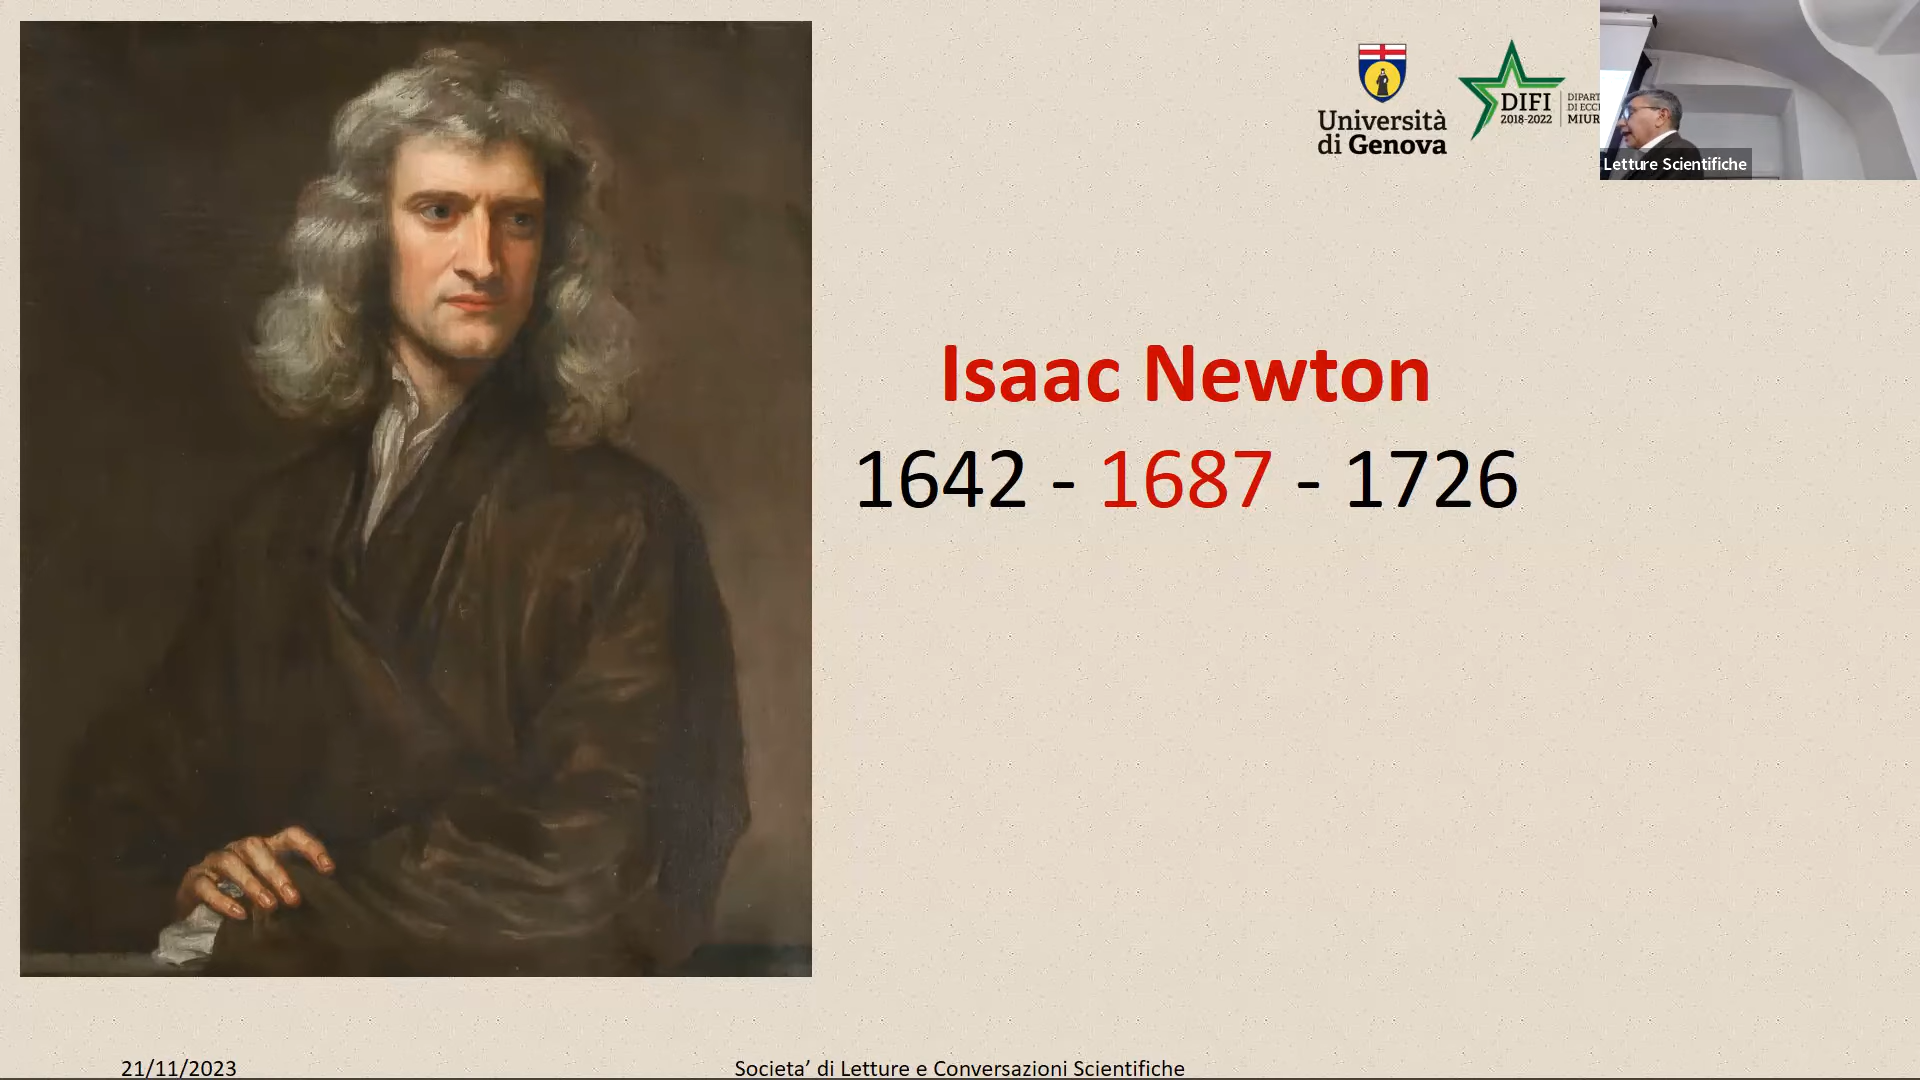 Università
di Genova
DIFI
2018-2022
MIUR
Letture Scientifiche
Isaac Newton
1642 - 1687 - 1726
21/11/2023
Societa’ di Letture e Conversazioni Scientifiche